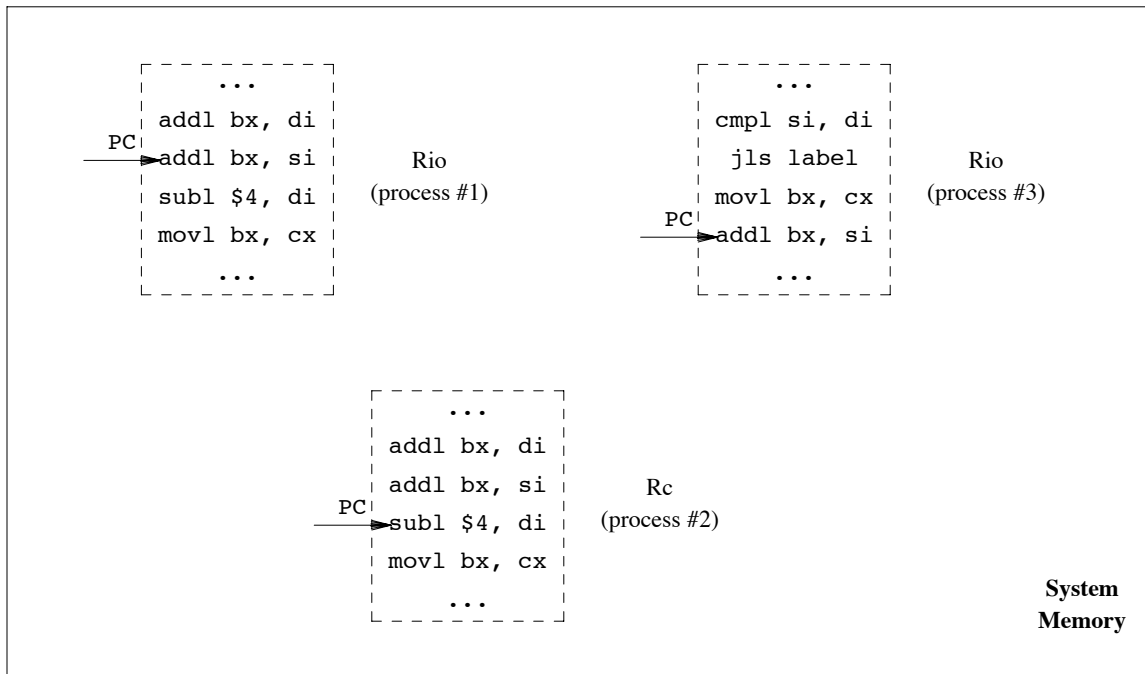 ...
addl bx, di
PC
addl bx, si
subl $4, di
movl bx, cx
...
Rio
(process #1)
...
cmpl si, di
jls label
movl bx, cx
PC
addl bx, si
...
Rio
(process #3)
...
addl bx, di
addl bx, si
PC
subl $4, di
movl bx, cx
...
Rc
(process #2)
System
Memory